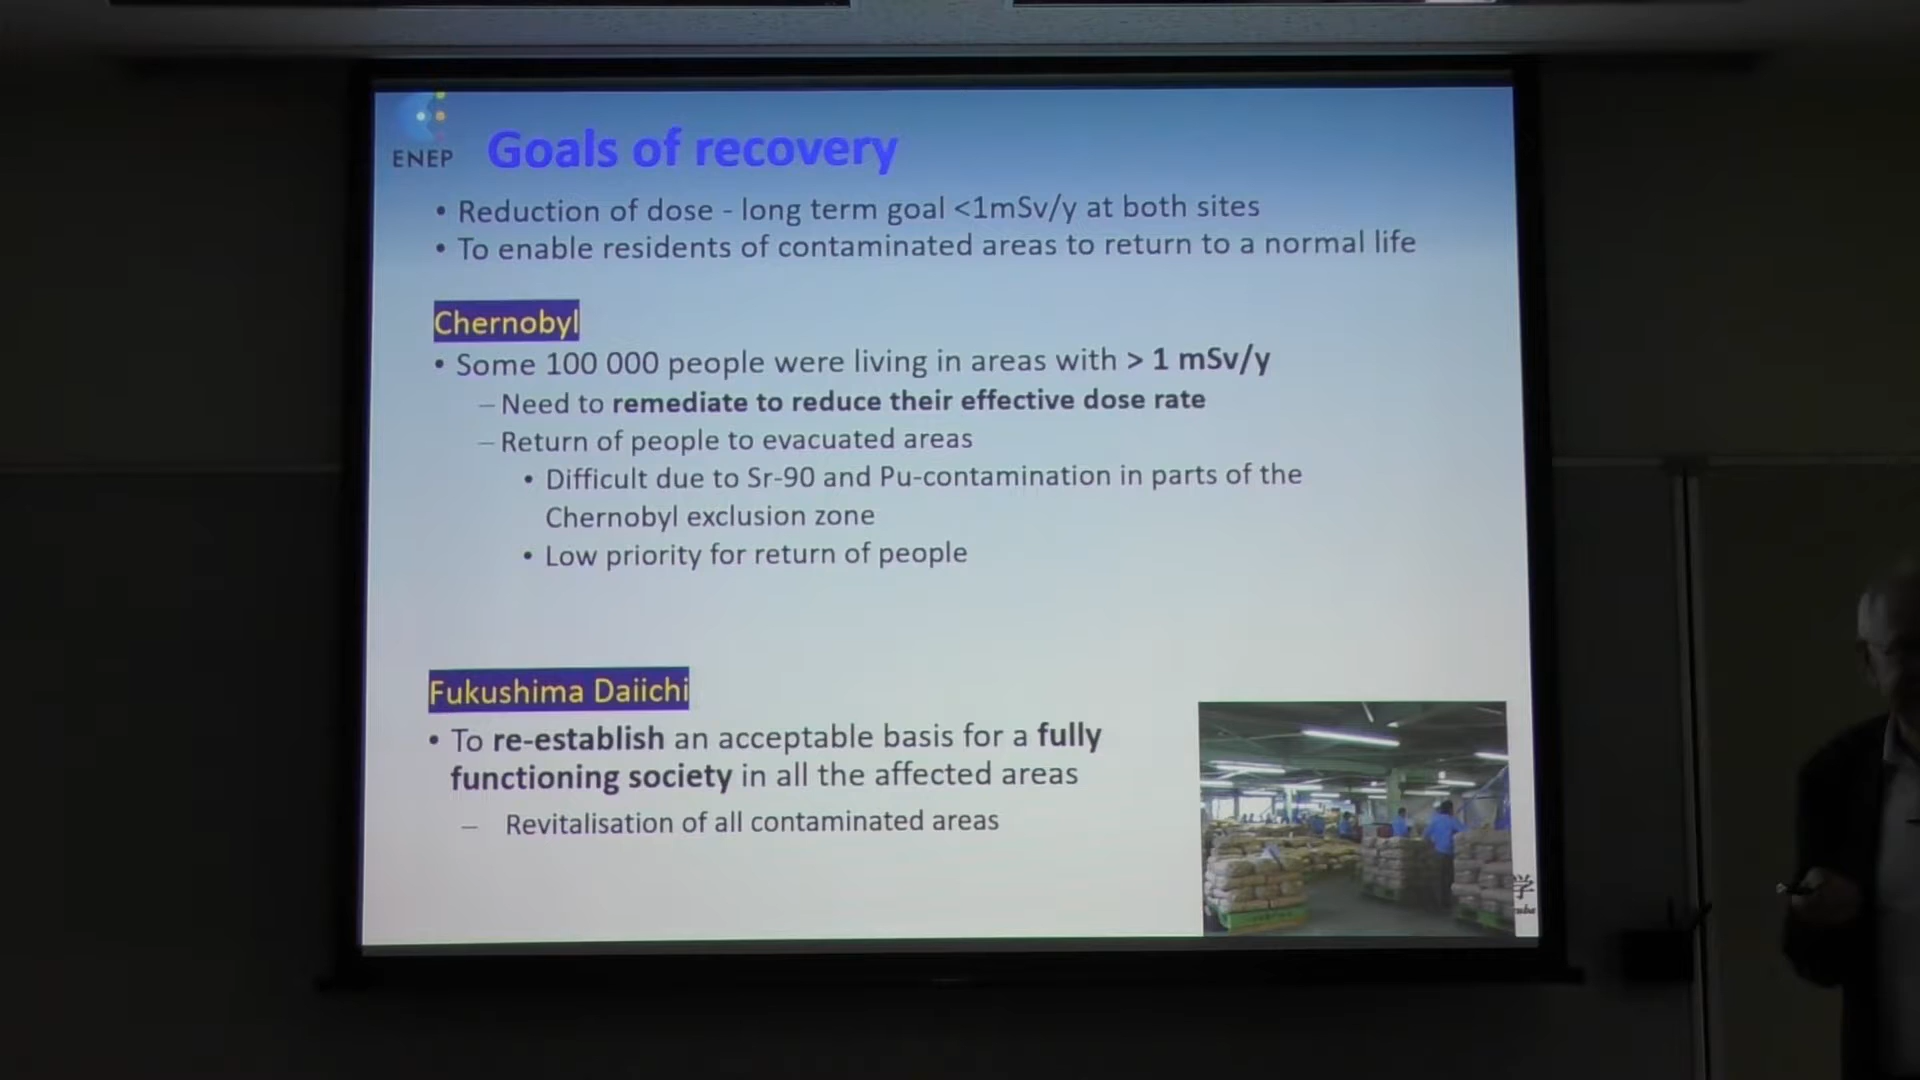 ENEP
Goals of recovery
• Reduction of dose - long term goal <1mSv/y at both sites
• To enable residents of contaminated areas to return to a normal life
Chernobyl
• Some 100 000 people were living in areas with > 1 mSv/y
– Need to remediate to reduce their effective dose rate
– Return of people to evacuated areas
• Difficult due to Sr-90 and Pu-contamination in parts of the
Chernobyl exclusion zone
• Low priority for return of people
Fukushima Daiichi
• To re-establish an acceptable basis for a fully
functioning society in all the affected areas
– Revitalisation of all contaminated areas
学